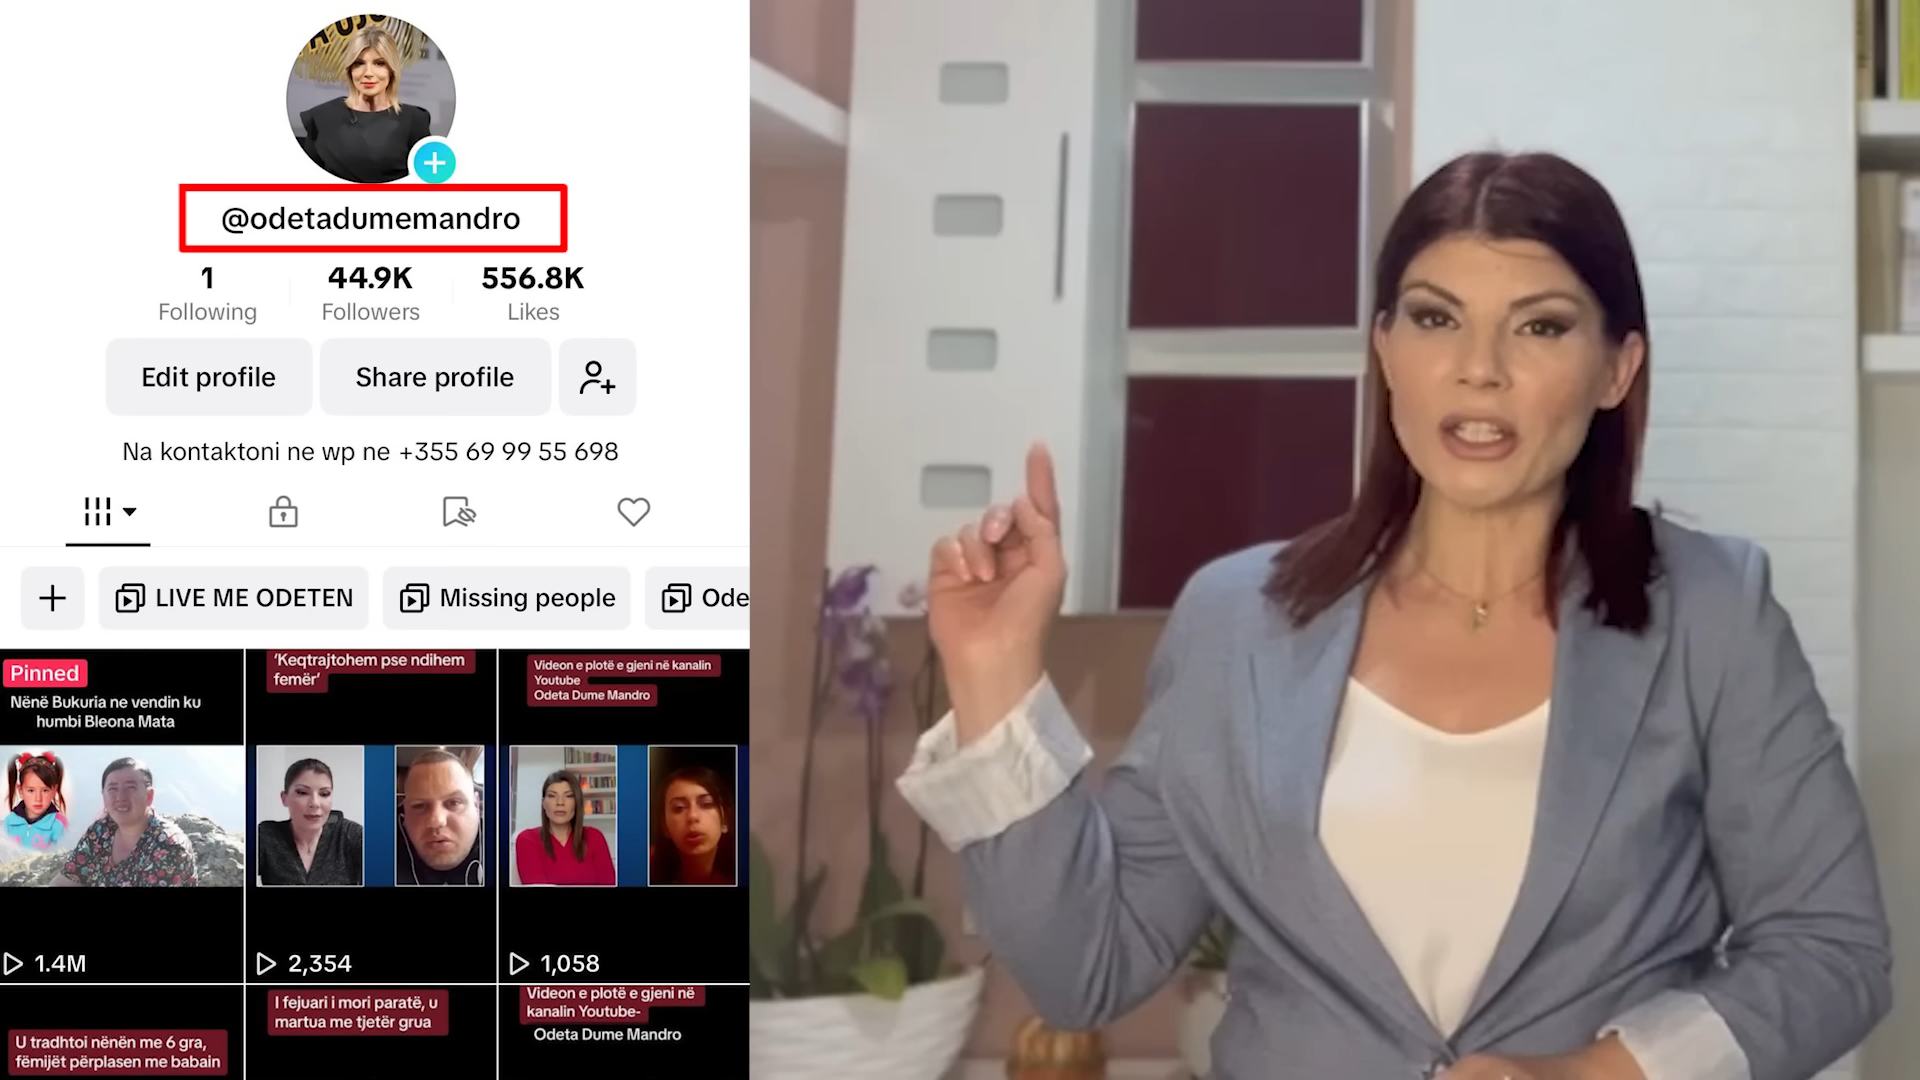 @odetadumemandro
1
44.9K
556.8K
Following
Followers
Likes
Edit profile
Share profile
Na kontaktoni ne wp ne +355 69 99 55 698
LIVE ME ODETEN
Missing people
Ode
Pinned
Nënë Bukuria ne vendin ku
humbi Bleona Mata
1.4M
‘Keqtrajtohem pse ndihem
femër’
2,354
Videon e plotë e gjeni në kanalin
Youtube
Odeta Dume Mandro
1,058
U tradhtoi nënën me 6 gra,
fëmijët përplasen me babain
I fejuari i mori paratë, u
martua me tjetër grua
Videon e plotë e gjeni në
kanalin Youtube-
Odeta Dume Mandro